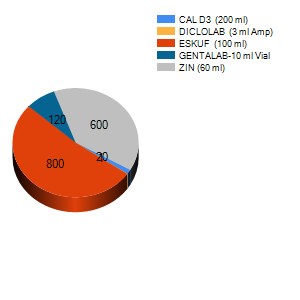 CAL D3 (200 ml)
DICLOLAB (3 ml Amp)
ESKUF (100 ml)
GENTALAB-10 ml Vial
ZIN (60 ml)
120
600
20
800